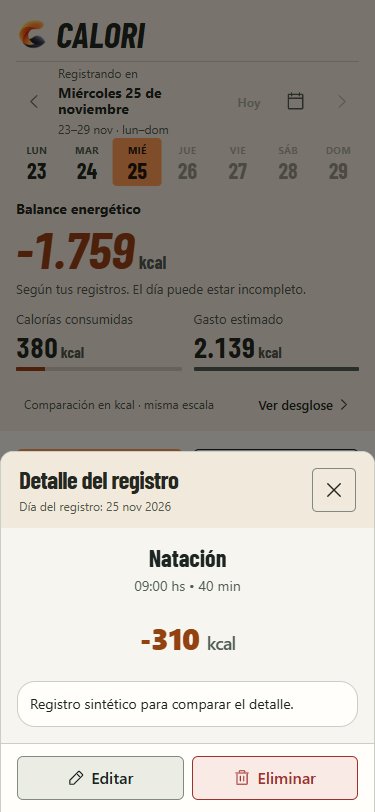 CALORI
Registrando en
Miércoles 25 de
noviembre
23–29 nov · lun–dom
Hoy
LUN MAR MIÉ JUE VIE SÁB DOM
23 24 25 26 27 28 29
Balance energético
-1.759 kcal
Según tus registros. El día puede estar incompleto.
Calorías consumidas Gasto estimado
380 kcal 2.139 kcal
Comparación en kcal · misma escala Ver desglose
Detalle del registro
Día del registro: 25 nov 2026
Natación
09:00 hs • 40 min
-310 kcal
Registro sintético para comparar el detalle.
Editar Eliminar